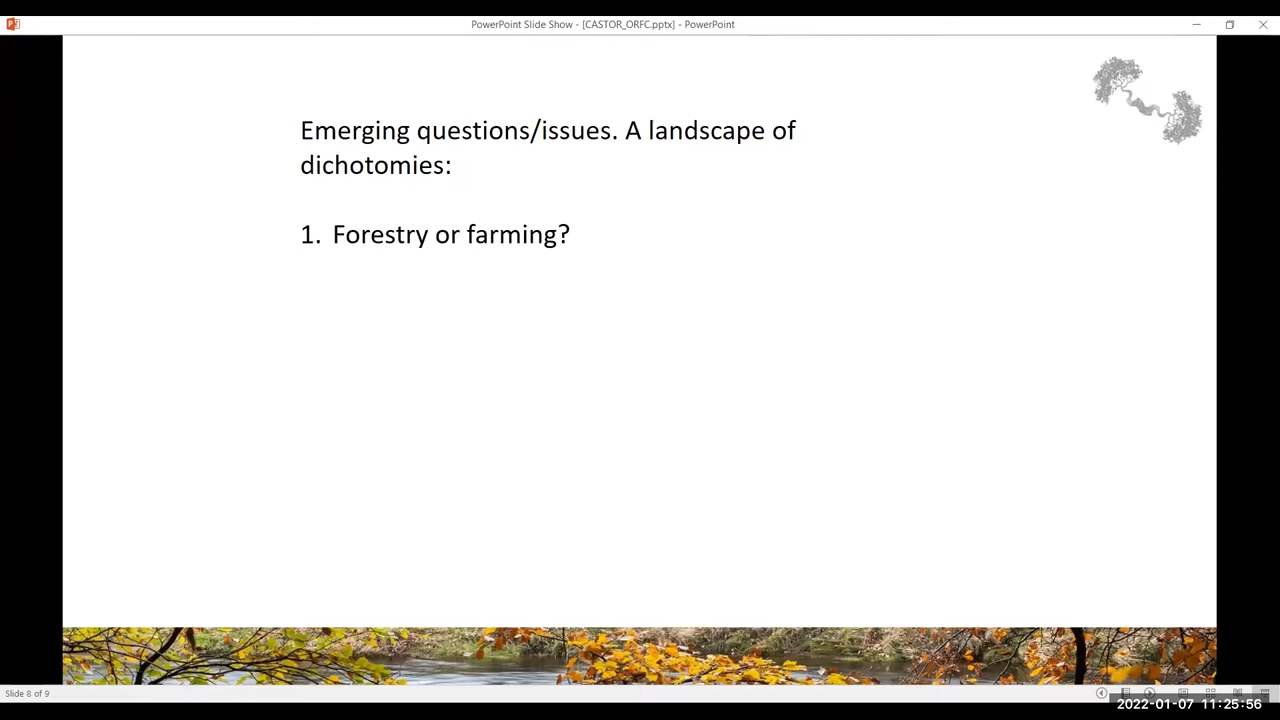 PowerPoint Slide Show - [CASTOR_ORFC.pptx] - PowerPoint
Emerging questions/issues. A landscape of
dichotomies:
1. Forestry or farming?
Slide 8 of 9
2022-01-07 11:25:56